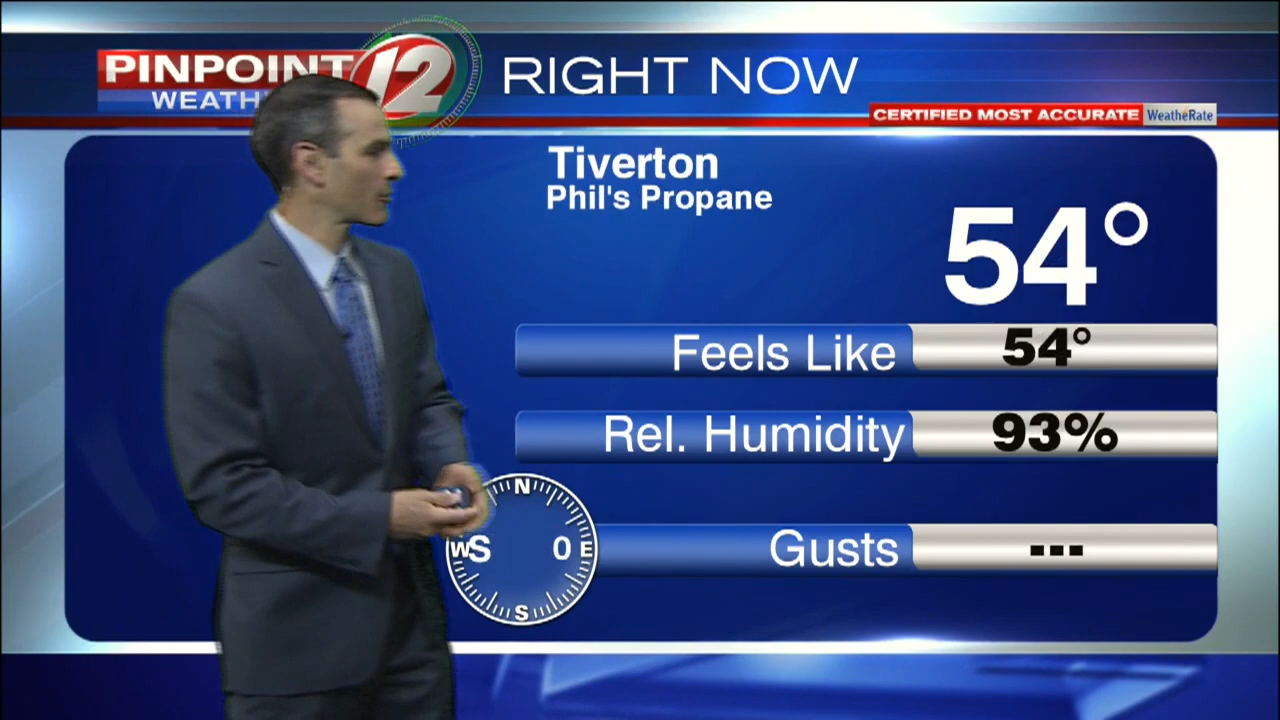 PINPOINT
WEATH
12
RIGHT NOW
CERTIFIED MOST ACCURATE WeatheRate
Tiverton
Phil's Propane
54°
Feels Like 54°
Rel. Humidity 93%
N
W S 0 E
S
Gusts ---